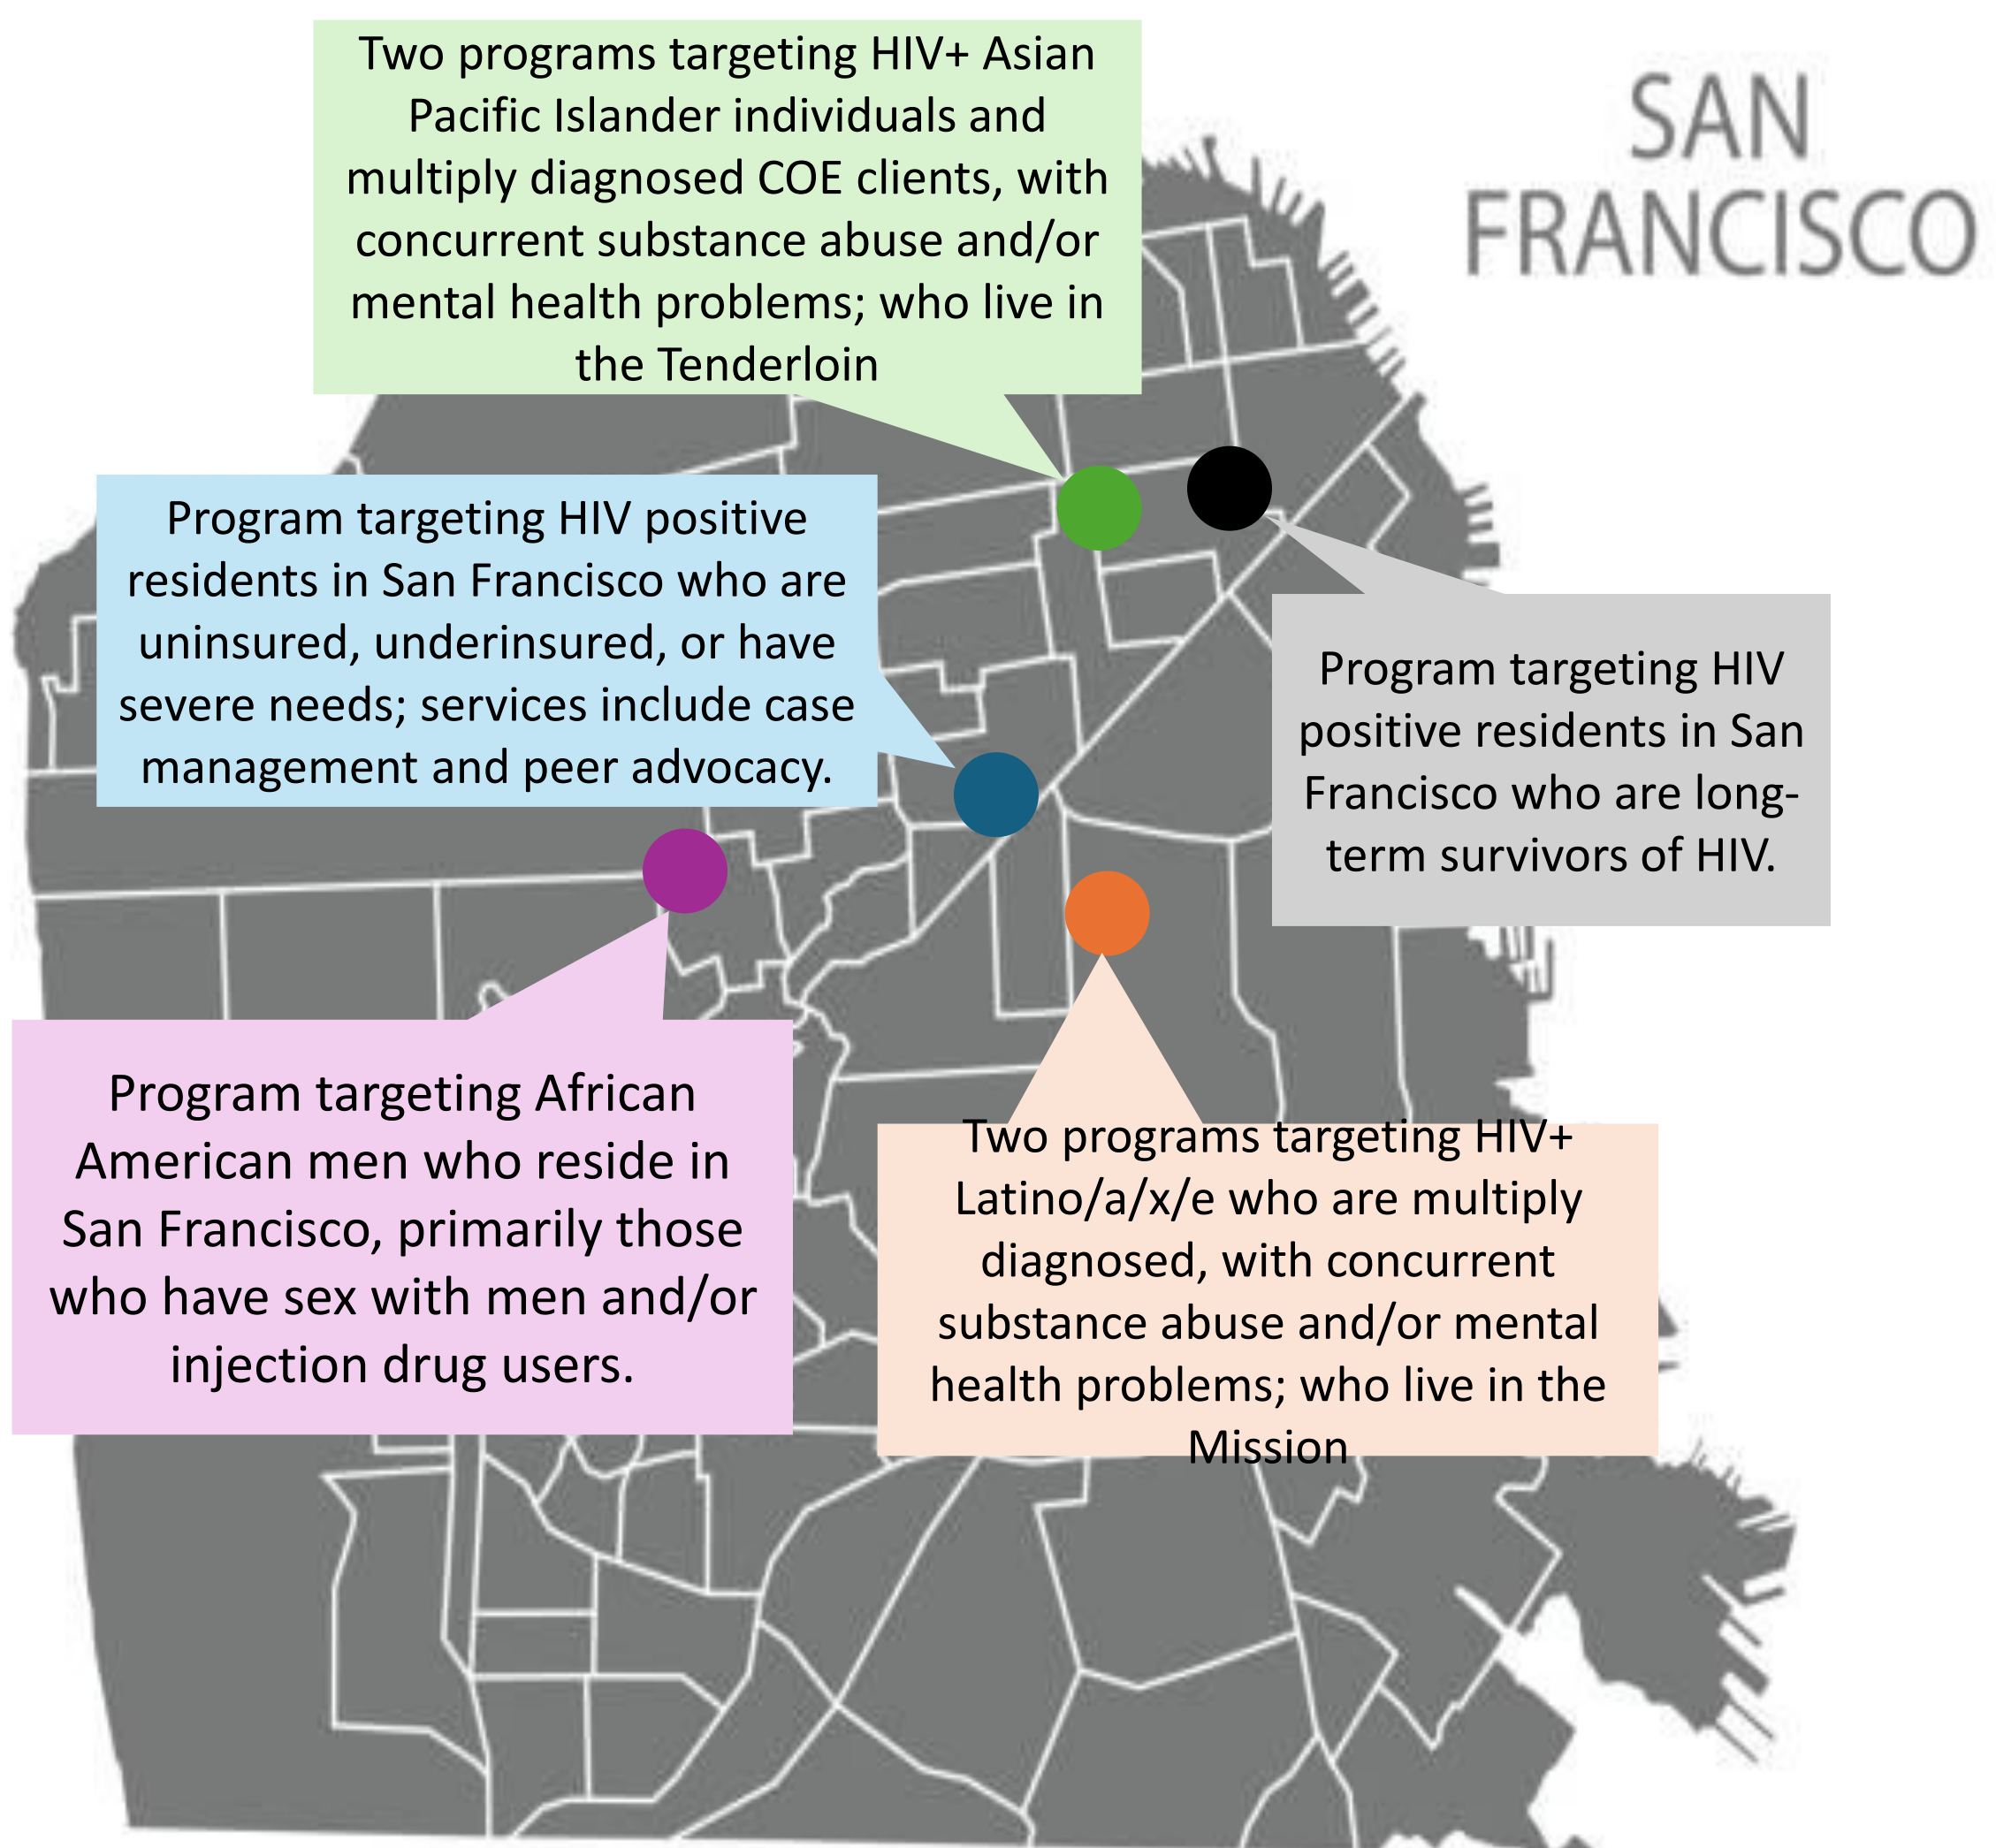 Two programs targeting HIV+ Asian
Pacific Islander individuals and
multiply diagnosed COE clients, with
concurrent substance abuse and/or
mental health problems; who live in
the Tenderloin
SAN
FRANCISCO
Program targeting HIV positive
residents in San Francisco who are
uninsured, underinsured, or have
severe needs; services include case
management and peer advocacy.
Program targeting HIV
positive residents in San
Francisco who are long-
term survivors of HIV.
Program targeting African
American men who reside in
San Francisco, primarily those
who have sex with men and/or
injection drug users.
Two programs targeting HIV+
Latino/a/x/e who are multiply
diagnosed, with concurrent
substance abuse and/or mental
health problems; who live in the
Mission